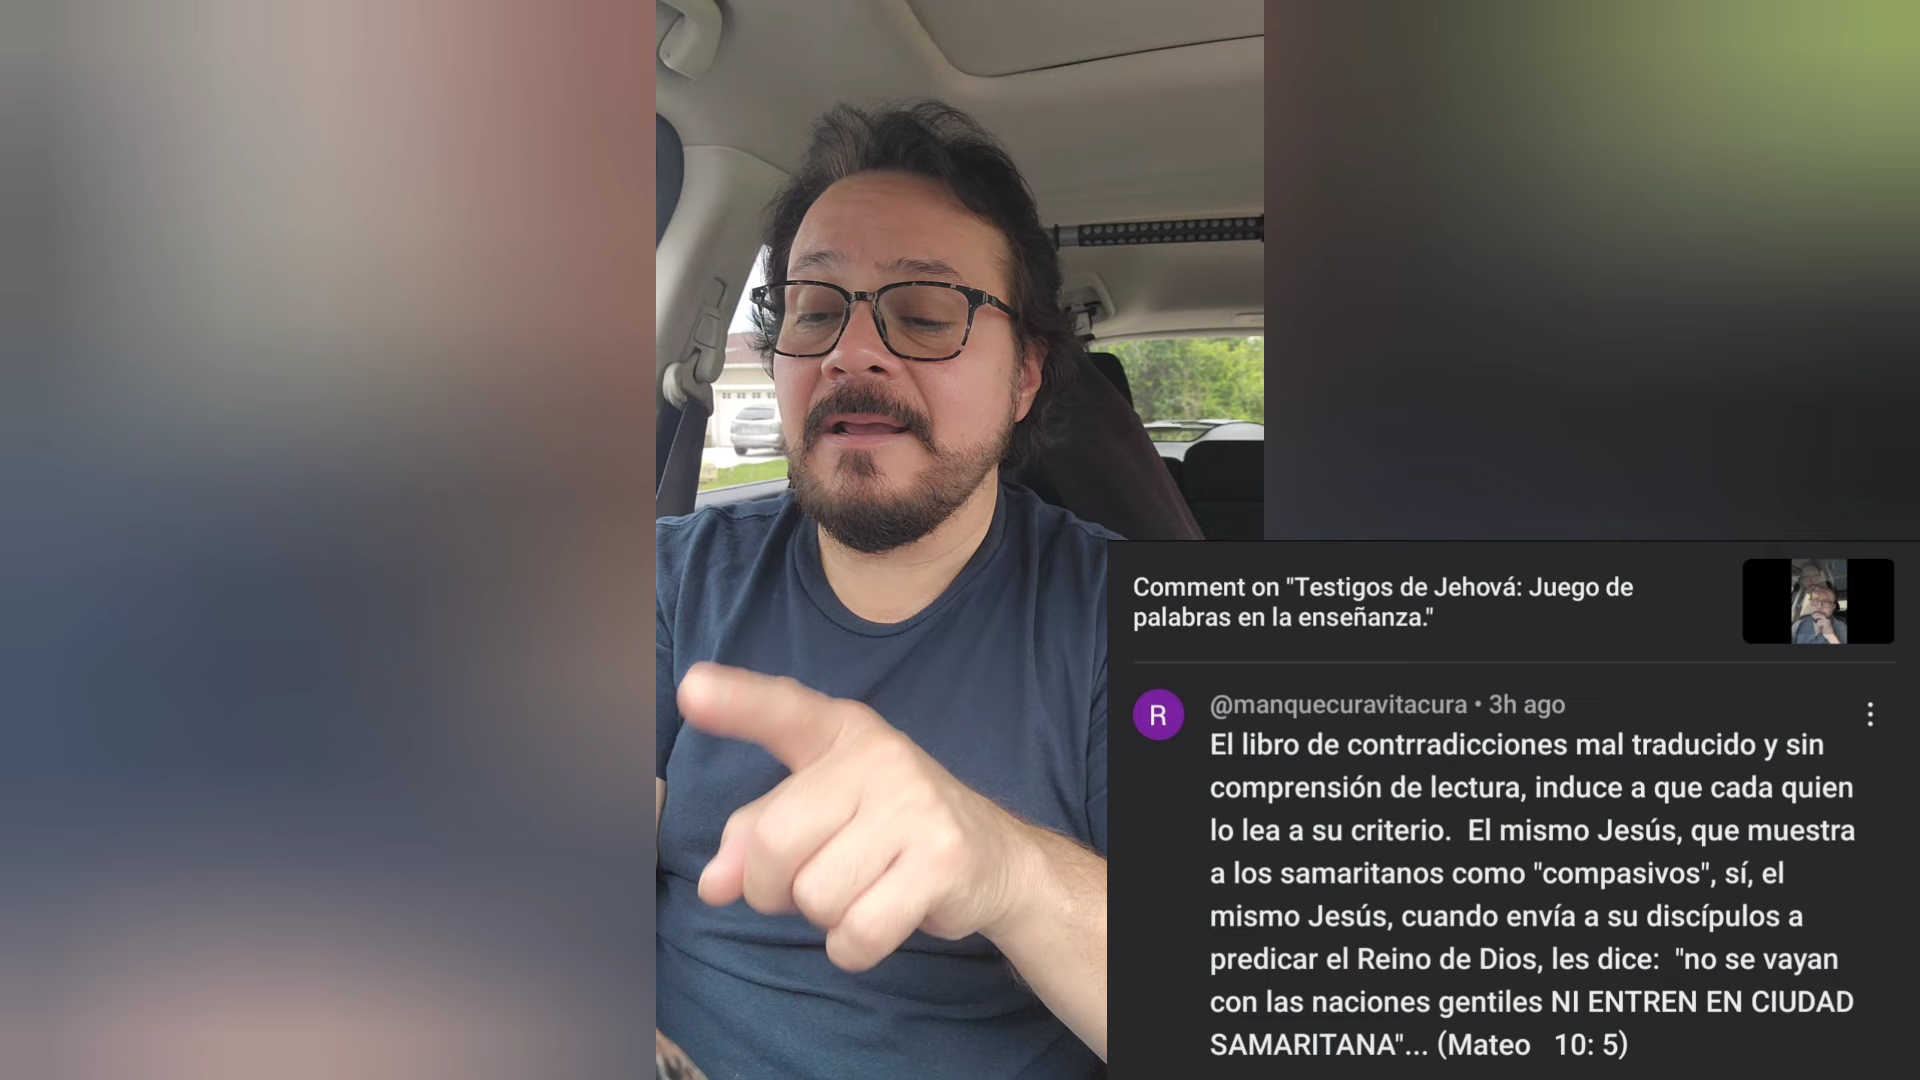 Comment on "Testigos de Jehová: Juego de
palabras en la enseñanza."
R
@manquecuravitacura • 3h ago
El libro de contrradicciones mal traducido y sin
comprensión de lectura, induce a que cada quien
lo lea a su criterio.  El mismo Jesús, que muestra
a los samaritanos como "compasivos", sí, el
mismo Jesús, cuando envía a su discípulos a
predicar el Reino de Dios, les dice:  "no se vayan
con las naciones gentiles NI ENTREN EN CIUDAD
SAMARITANA"... (Mateo   10: 5)